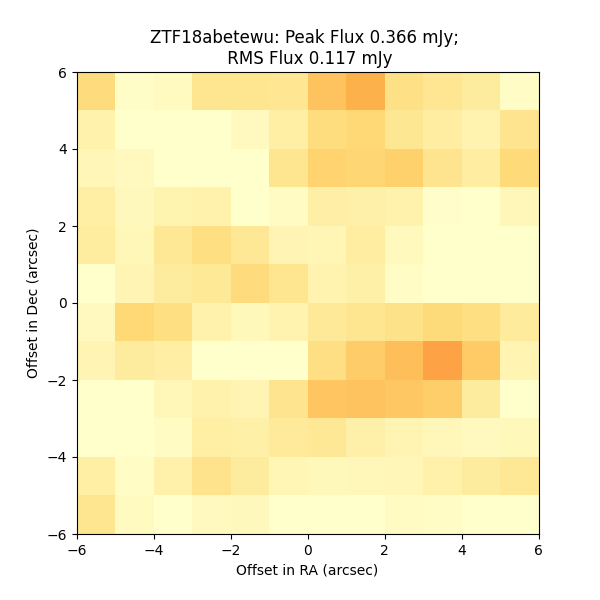 ZTF18abetewu: Peak Flux 0.366 mJy;
RMS Flux 0.117 mJy
6
4
2
0
−2
−4
−6
Offset in Dec (arcsec)
−6 −4 −2 0 2 4 6
Offset in RA (arcsec)